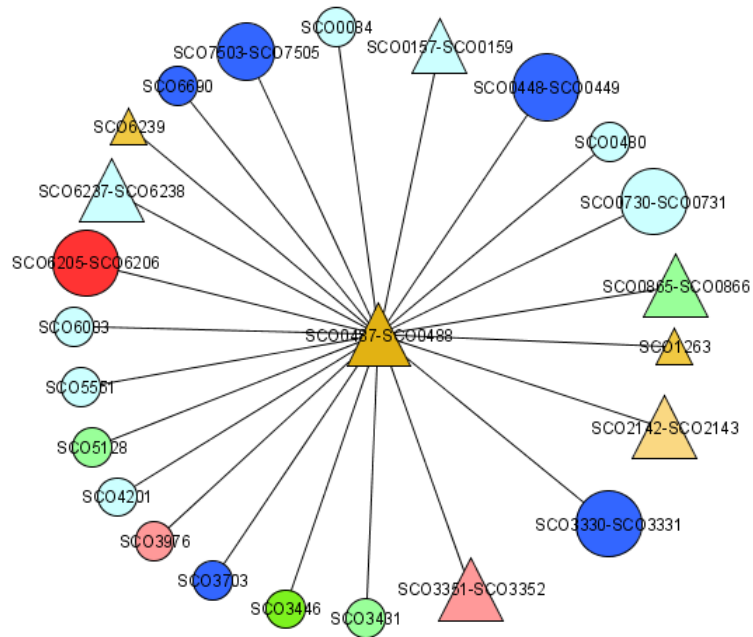 SCO0084
SCO7503-SCO7505
SCO0157-SCO0159
SCO6690
SCO0448-SCO0449
SCO6239
SCO0480
SCO6237-SCO6238
SCO0730-SCO0731
SCO6205-SCO6206
SCO0865-SCO0866
SCO6083
SCO0487-SCO0488
SCO1263
SCO5551
SCO2142-SCO2143
SCO5128
SCO4201
SCO3330-SCO3331
SCO3976
SCO3703
SCO3351-SCO3352
SCO3446
SCO3431